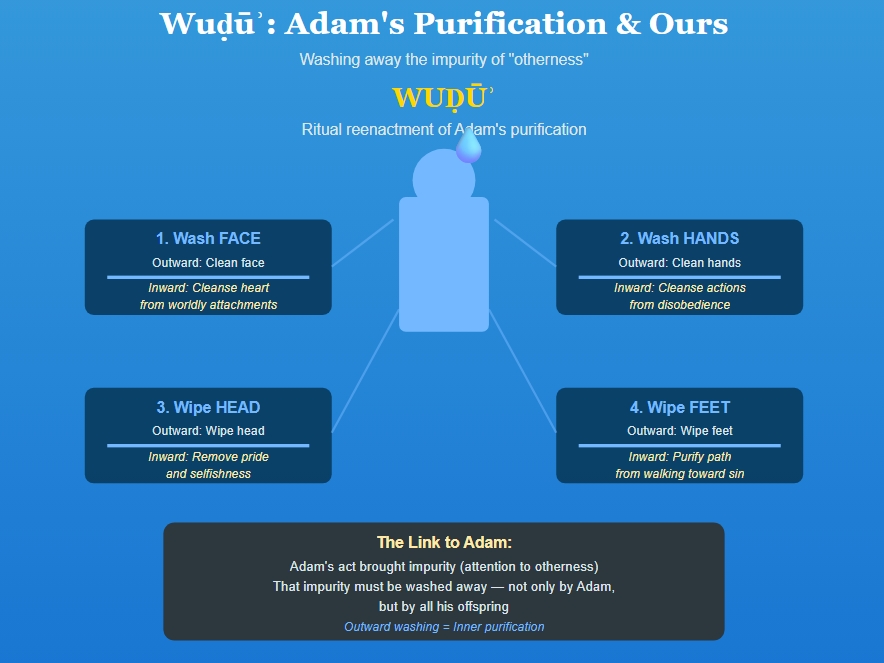 Wuḍūʾ: Adam's Purification & Ours
Washing away the impurity of "otherness"
WUḌŪʾ
Ritual reenactment of Adam's purification
1. Wash FACE
Outward: Clean face
Inward: Cleanse heart
from worldly attachments
2. Wash HANDS
Outward: Clean hands
Inward: Cleanse actions
from disobedience
3. Wipe HEAD
Outward: Wipe head
Inward: Remove pride
and selfishness
4. Wipe FEET
Outward: Wipe feet
Inward: Purify path
from walking toward sin
The Link to Adam:
Adam's act brought impurity (attention to otherness)
That impurity must be washed away — not only by Adam,
but by all his offspring
Outward washing = Inner purification